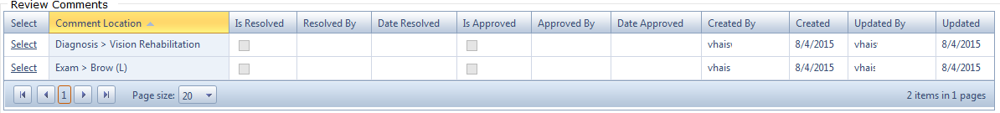 Review Comments
Select Comment Location Is Resolved Resolved By Date Resolved Is Approved Approved By Date Approved Created By Created Updated By Updated
Select Diagnosis > Vision Rehabilitation vhais 8/4/2015 vhais 8/4/2015
Select Exam > Brow (L) vhais 8/4/2015 vhais 8/4/2015
1 Page size: 20 2 items in 1 pages